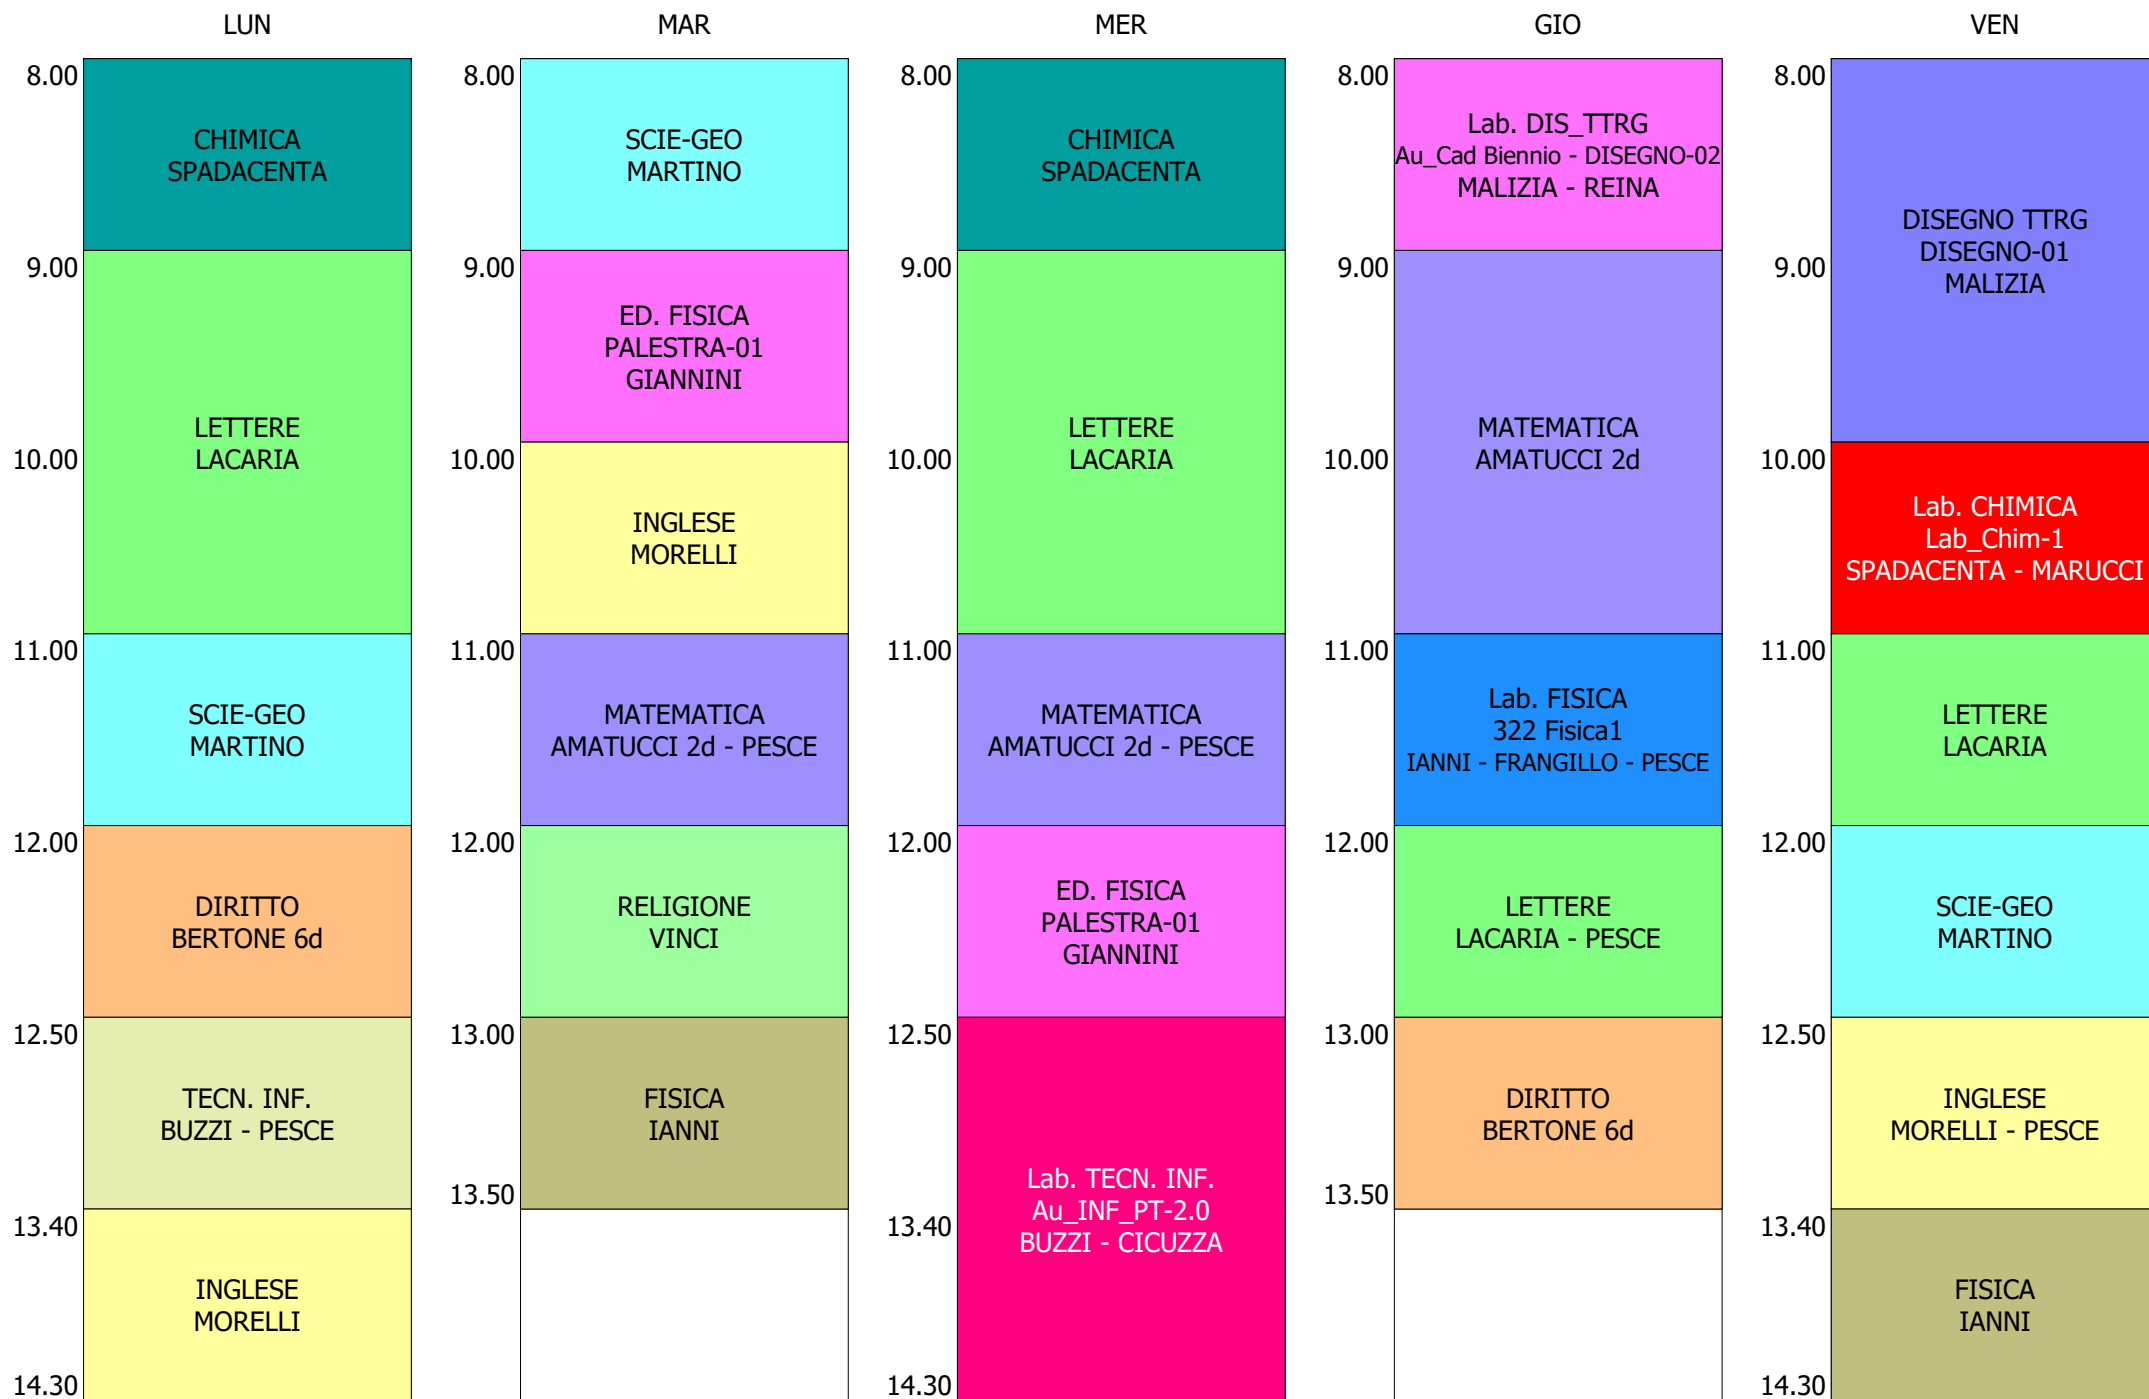 LUN
8.00
CHIMICA
SPADACENTA
9.00
LETTERE
LACARIA
10.00
11.00
SCIE-GEO
MARTINO
12.00
DIRITTO
BERTONE 6d
12.50
TECN. INF.
BUZZI - PESCE
13.40
INGLESE
MORELLI
14.30
MAR
8.00
SCIE-GEO
MARTINO
9.00
ED. FISICA
PALESTRA-01
GIANNINI
10.00
INGLESE
MORELLI
11.00
MATEMATICA
AMATUCCI 2d - PESCE
12.00
RELIGIONE
VINCI
13.00
FISICA
IANNI
13.50
MER
8.00
CHIMICA
SPADACENTA
9.00
LETTERE
LACARIA
10.00
11.00
MATEMATICA
AMATUCCI 2d - PESCE
12.00
ED. FISICA
PALESTRA-01
GIANNINI
12.50
Lab. TECN. INF.
Au_INF_PT-2.0
BUZZI - CICUZZA
13.40
14.30
GIO
8.00
Lab. DIS_TTRG
Au_Cad Biennio - DISEGNO-02
MALIZIA - REINA
9.00
MATEMATICA
AMATUCCI 2d
10.00
11.00
Lab. FISICA
322 Fisica1
IANNI - FRANGILLO - PESCE
12.00
LETTERE
LACARIA - PESCE
13.00
DIRITTO
BERTONE 6d
13.50
VEN
8.00
DISEGNO TTRG
DISEGNO-01
MALIZIA
9.00
10.00
Lab. CHIMICA
Lab_Chim-1
SPADACENTA - MARUCCI
11.00
LETTERE
LACARIA
12.00
SCIE-GEO
MARTINO
12.50
INGLESE
MORELLI - PESCE
13.40
FISICA
IANNI
14.30